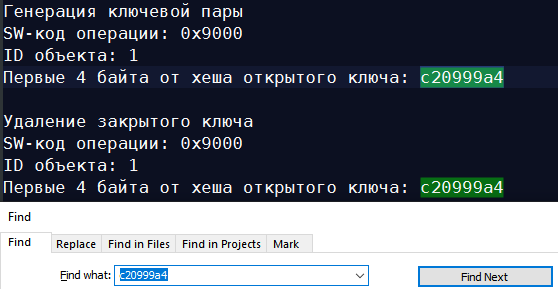 Генерация ключевой пары
SW-код операции: 0x9000
ID объекта: 1
Первые 4 байта от хеша открытого ключа: c20999a4
Удаление закрытого ключа
SW-код операции: 0x9000
ID объекта: 1
Первые 4 байта от хеша открытого ключа: c20999a4
Find
Find Replace Find in Files Find in Projects Mark
Find what: c20999a4 Find Next